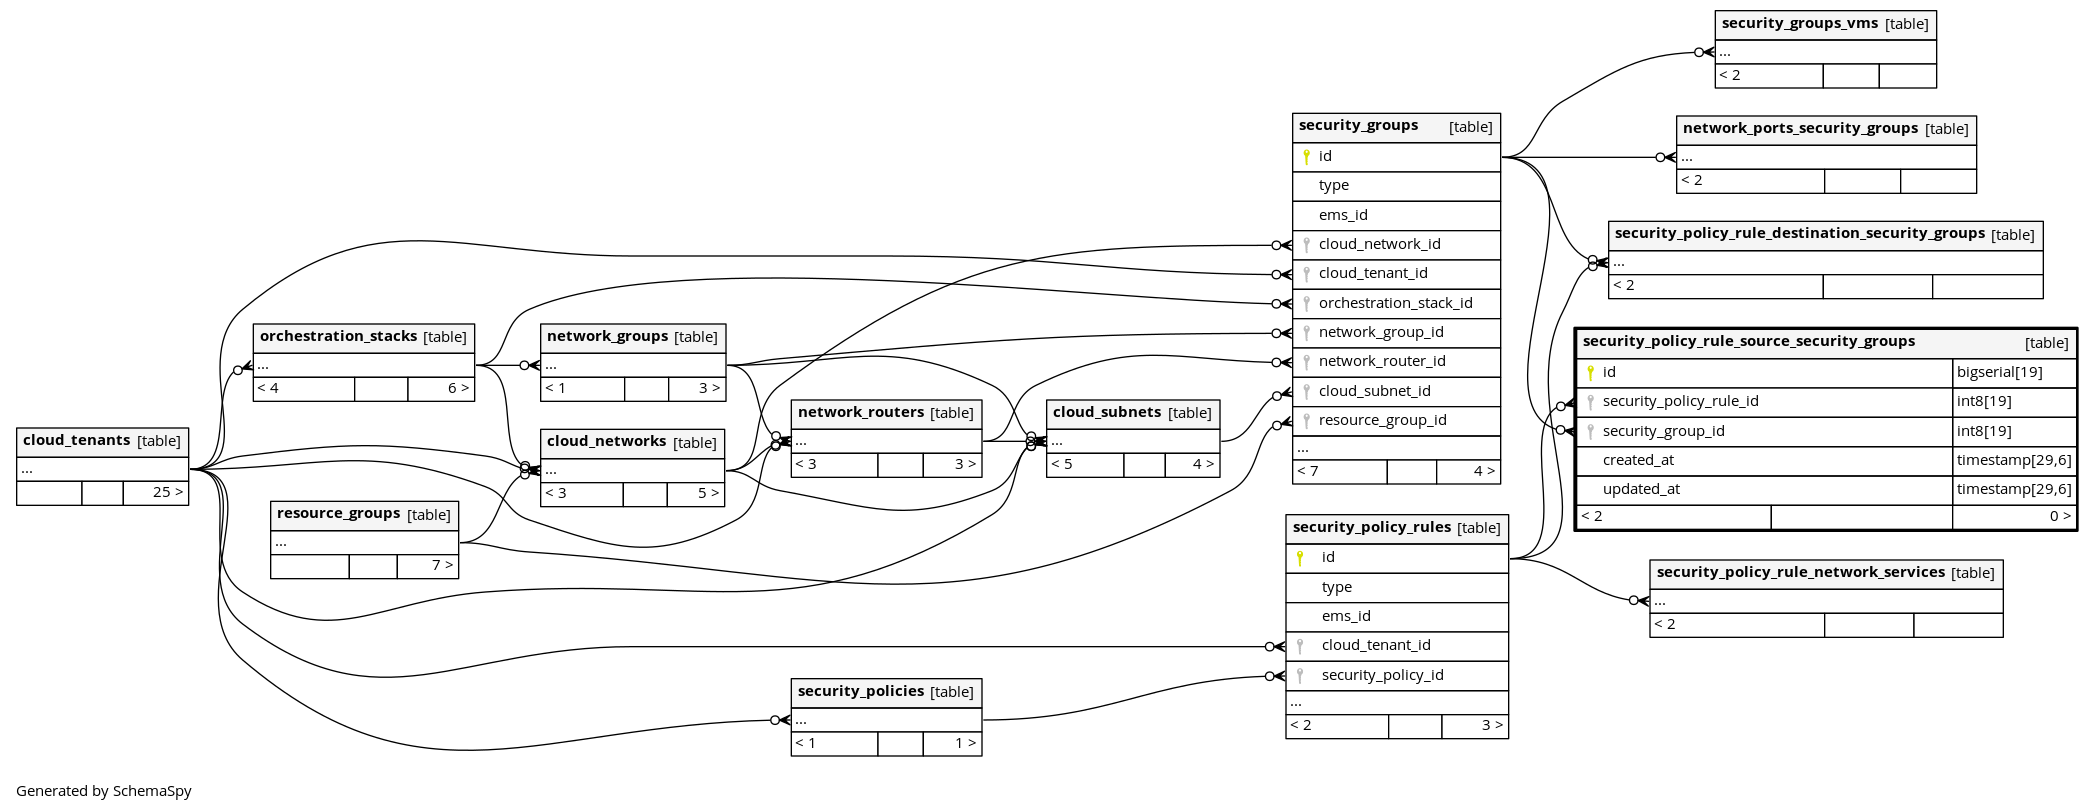 security_groups_vms [table]
...
< 2
network_ports_security_groups [table]
...
< 2
security_groups [table]
id
type
ems_id
cloud_network_id
cloud_tenant_id
orchestration_stack_id
network_group_id
network_router_id
cloud_subnet_id
resource_group_id
...
< 7 4 >
security_policy_rule_destination_security_groups [table]
...
< 2
security_policy_rule_source_security_groups [table]
id bigserial[19]
security_policy_rule_id int8[19]
security_group_id int8[19]
created_at timestamp[29,6]
updated_at timestamp[29,6]
< 2 0 >
orchestration_stacks [table]
...
< 4 6 >
network_groups [table]
...
< 1 3 >
network_routers [table]
...
< 3 3 >
cloud_subnets [table]
...
< 5 4 >
cloud_tenants [table]
...
25 >
cloud_networks [table]
...
< 3 5 >
resource_groups [table]
...
7 >
security_policy_rules [table]
id
type
ems_id
cloud_tenant_id
security_policy_id
...
< 2 3 >
security_policy_rule_network_services [table]
...
< 2
security_policies [table]
...
< 1 1 >
Generated by SchemaSpy